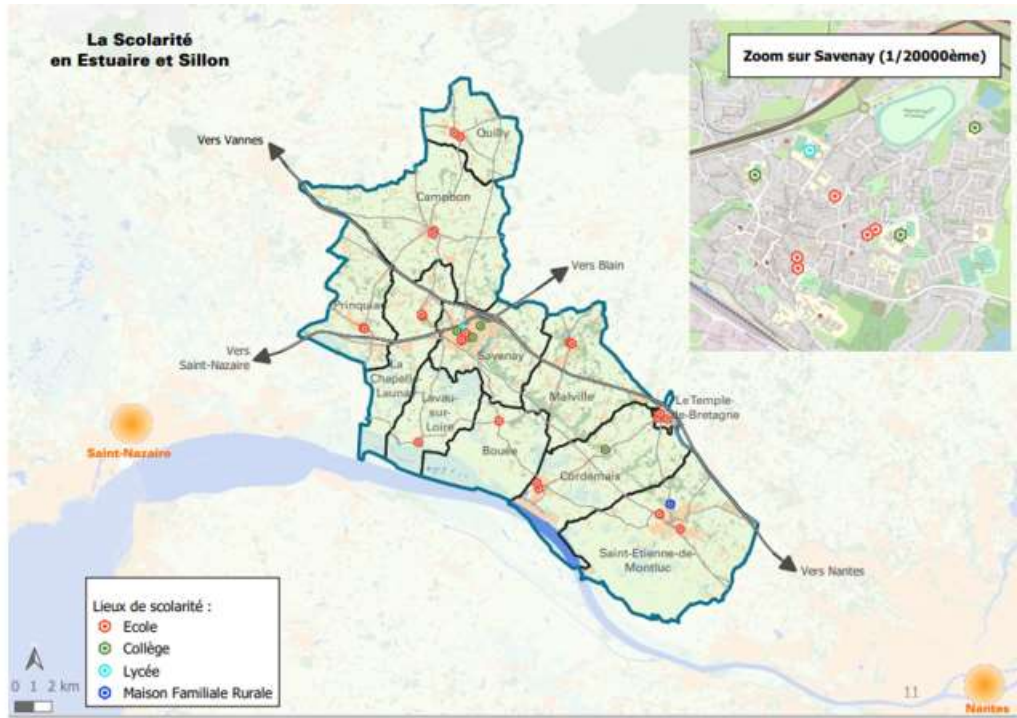 La Scolarité
en Estuaire et Sillon
Zoom sur Savenay (1/20000ème)
Vers Vannes
Quilly
Campbon
Vers Blain
Prinquiau
Vers
Saint-Nazaire
Savenay
La
Chapelle-
Launay
Lavau-
sur-
Loire
Malville
Le Temple-
de-Bretagne
Bouée
Cordemais
Saint-Nazaire
Saint-Etienne-de-
Montluc
Vers Nantes
Lieux de scolarité :
Ecole
Collège
Lycée
Maison Familiale Rurale
0 1 2 km
11
Nantes